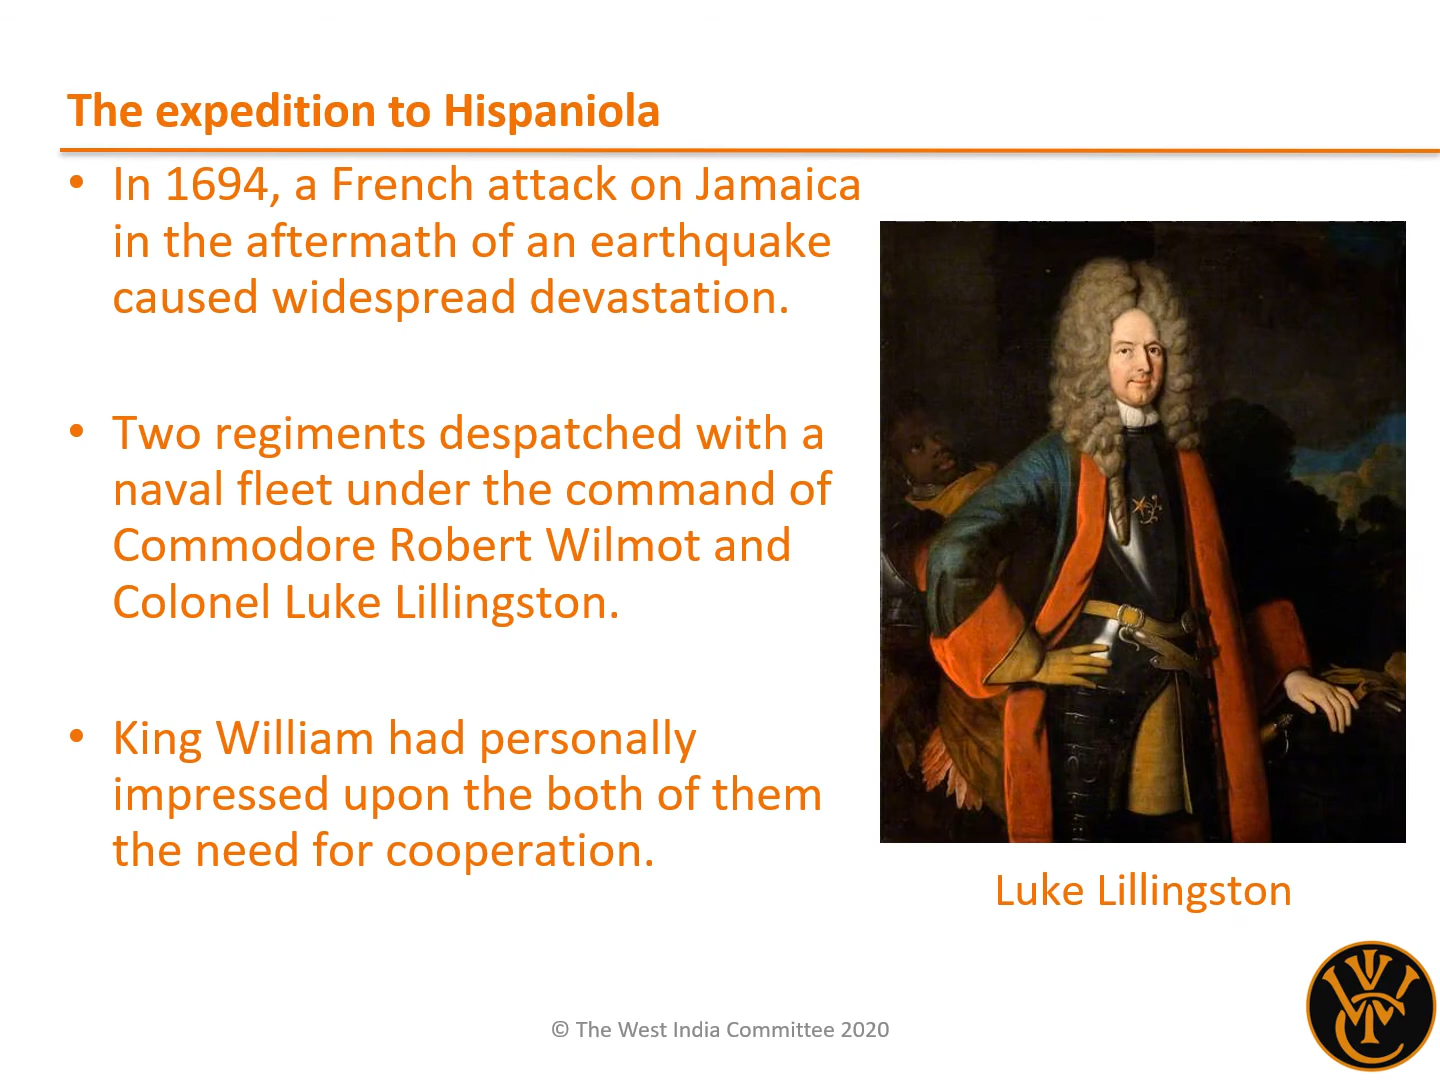 The expedition to Hispaniola
• In 1694, a French attack on Jamaica
in the aftermath of an earthquake
caused widespread devastation.
• Two regiments despatched with a
naval fleet under the command of
Commodore Robert Wilmot and
Colonel Luke Lillingston.
• King William had personally
impressed upon the both of them
the need for cooperation.
Luke Lillingston
WIC
© The West India Committee 2020